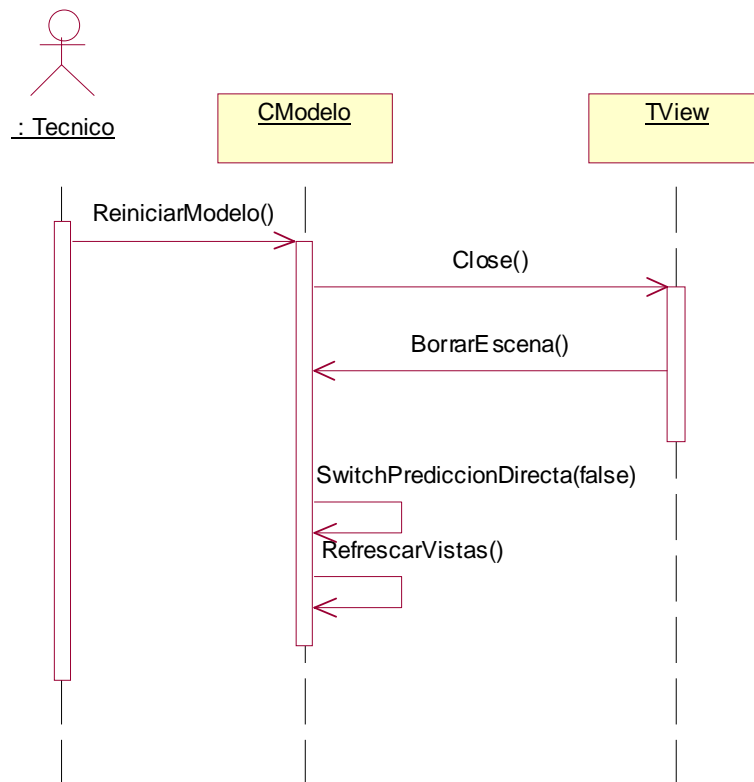 : Tecnico
CModelo
TView
ReiniciarModelo()
Close()
BorrarEscena()
SwitchPrediccionDirecta(false)
RefrescarVistas()